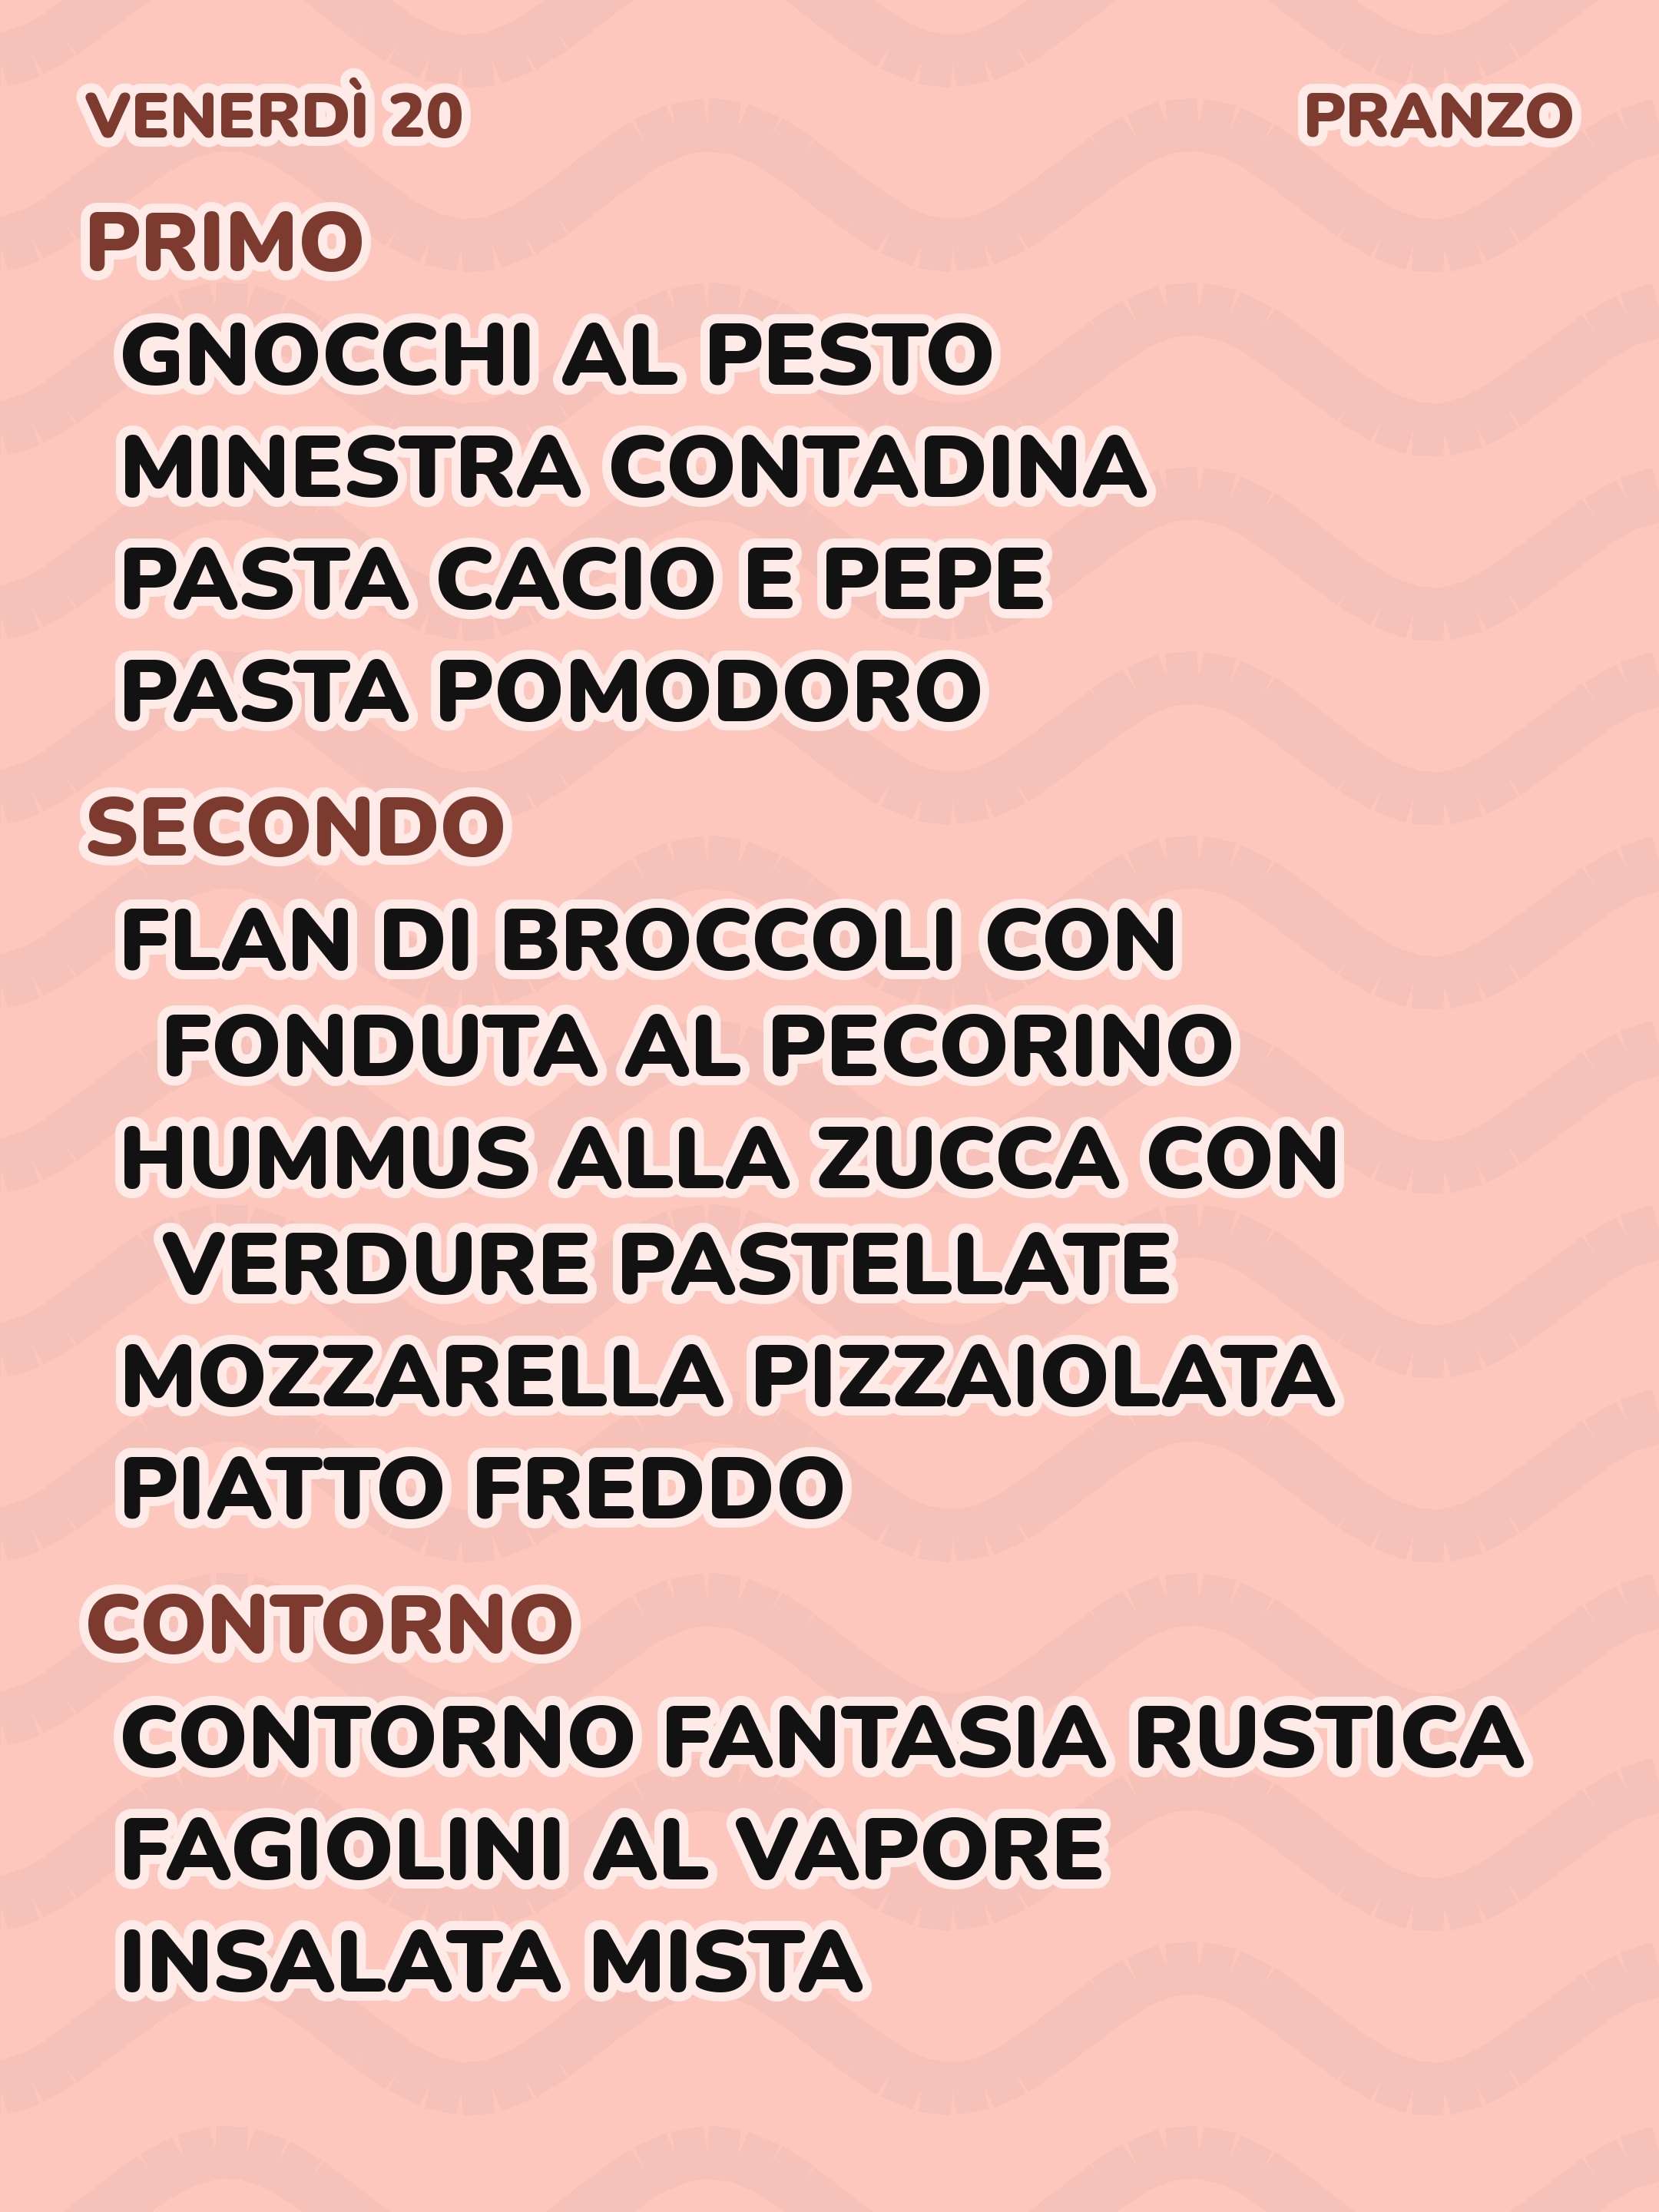 VENERDÌ 20 PRANZO
PRIMO
GNOCCHI AL PESTO
MINESTRA CONTADINA
PASTA CACIO E PEPE
PASTA POMODORO
SECONDO
FLAN DI BROCCOLI CON
FONDUTA AL PECORINO
HUMMUS ALLA ZUCCA CON
VERDURE PASTELLATE
MOZZARELLA PIZZAIOLATA
PIATTO FREDDO
CONTORNO
CONTORNO FANTASIA RUSTICA
FAGIOLINI AL VAPORE
INSALATA MISTA